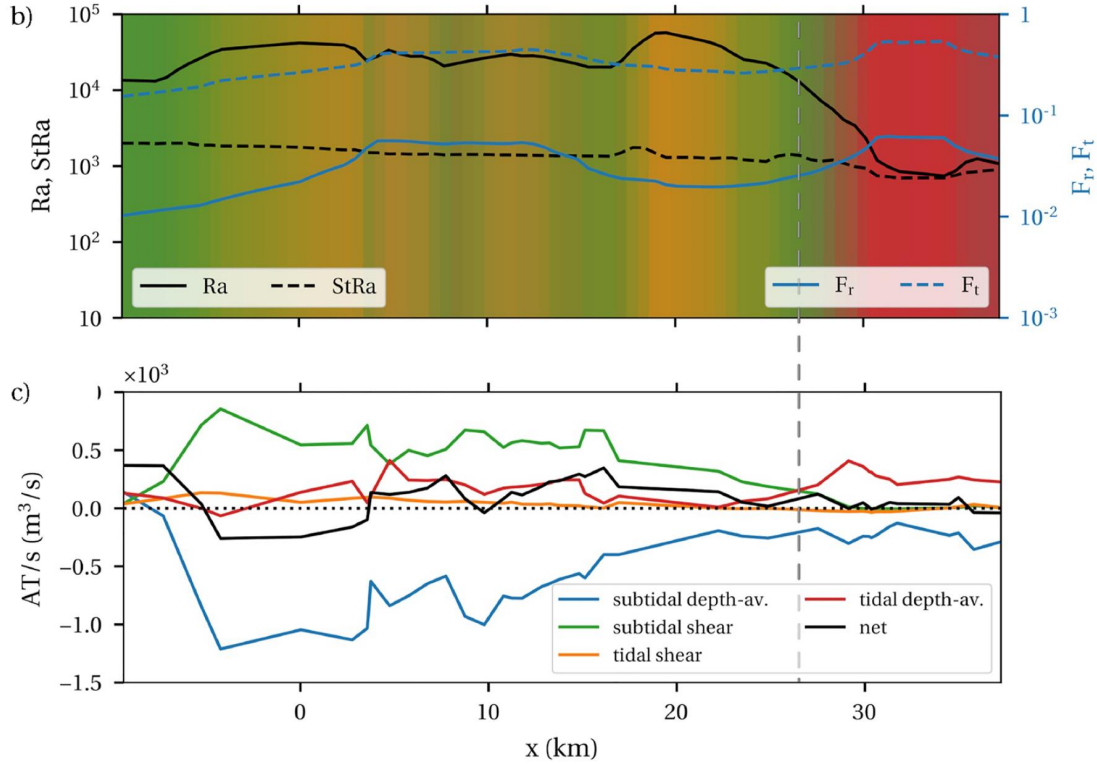 b)
10^5
10^4
10^3
10^2
10
Ra, StRa
1
10^-1
10^-2
10^-3
F_r, F_t
Ra StRa
F_r F_t
c)
×10^3
0.5
0.0
−0.5
−1.0
−1.5
AT/s (m^3/s)
subtidal depth-av. tidal depth-av.
subtidal shear net
tidal shear
0 10 20 30
x (km)